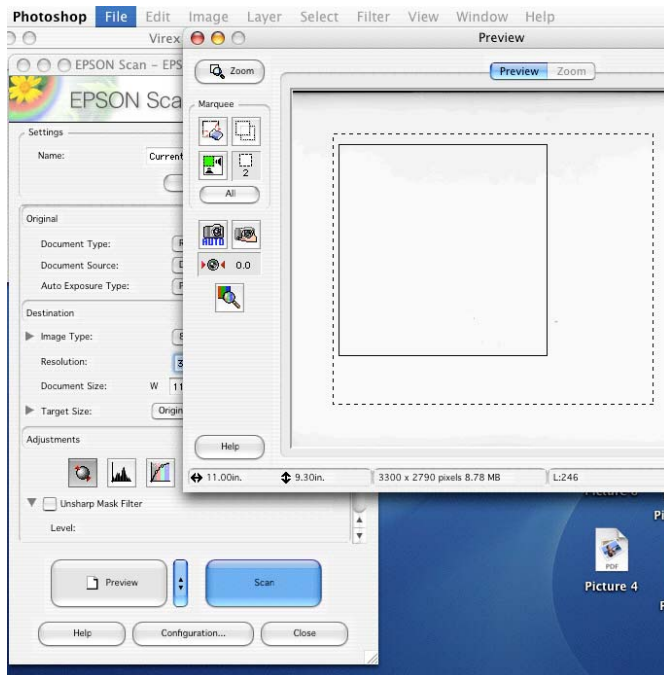 Photoshop File Edit Image Layer Select Filter View Window Help
Virex
Preview
EPSON Scan - EPS
EPSON Sca
Zoom
Preview Zoom
Marquee
2
All
AUTO
0.0
Help
11.00in. 9.30in. 3300 x 2790 pixels 8.78 MB L:246
Settings
Name: Current
Original
Document Type: R
Document Source: D
Auto Exposure Type: P
Destination
Image Type: 8
Resolution: 3
Document Size: W 11
Target Size: Origin
Adjustments
Unsharp Mask Filter
Level:
Preview Scan
Help Configuration... Close
PDF
Picture 4